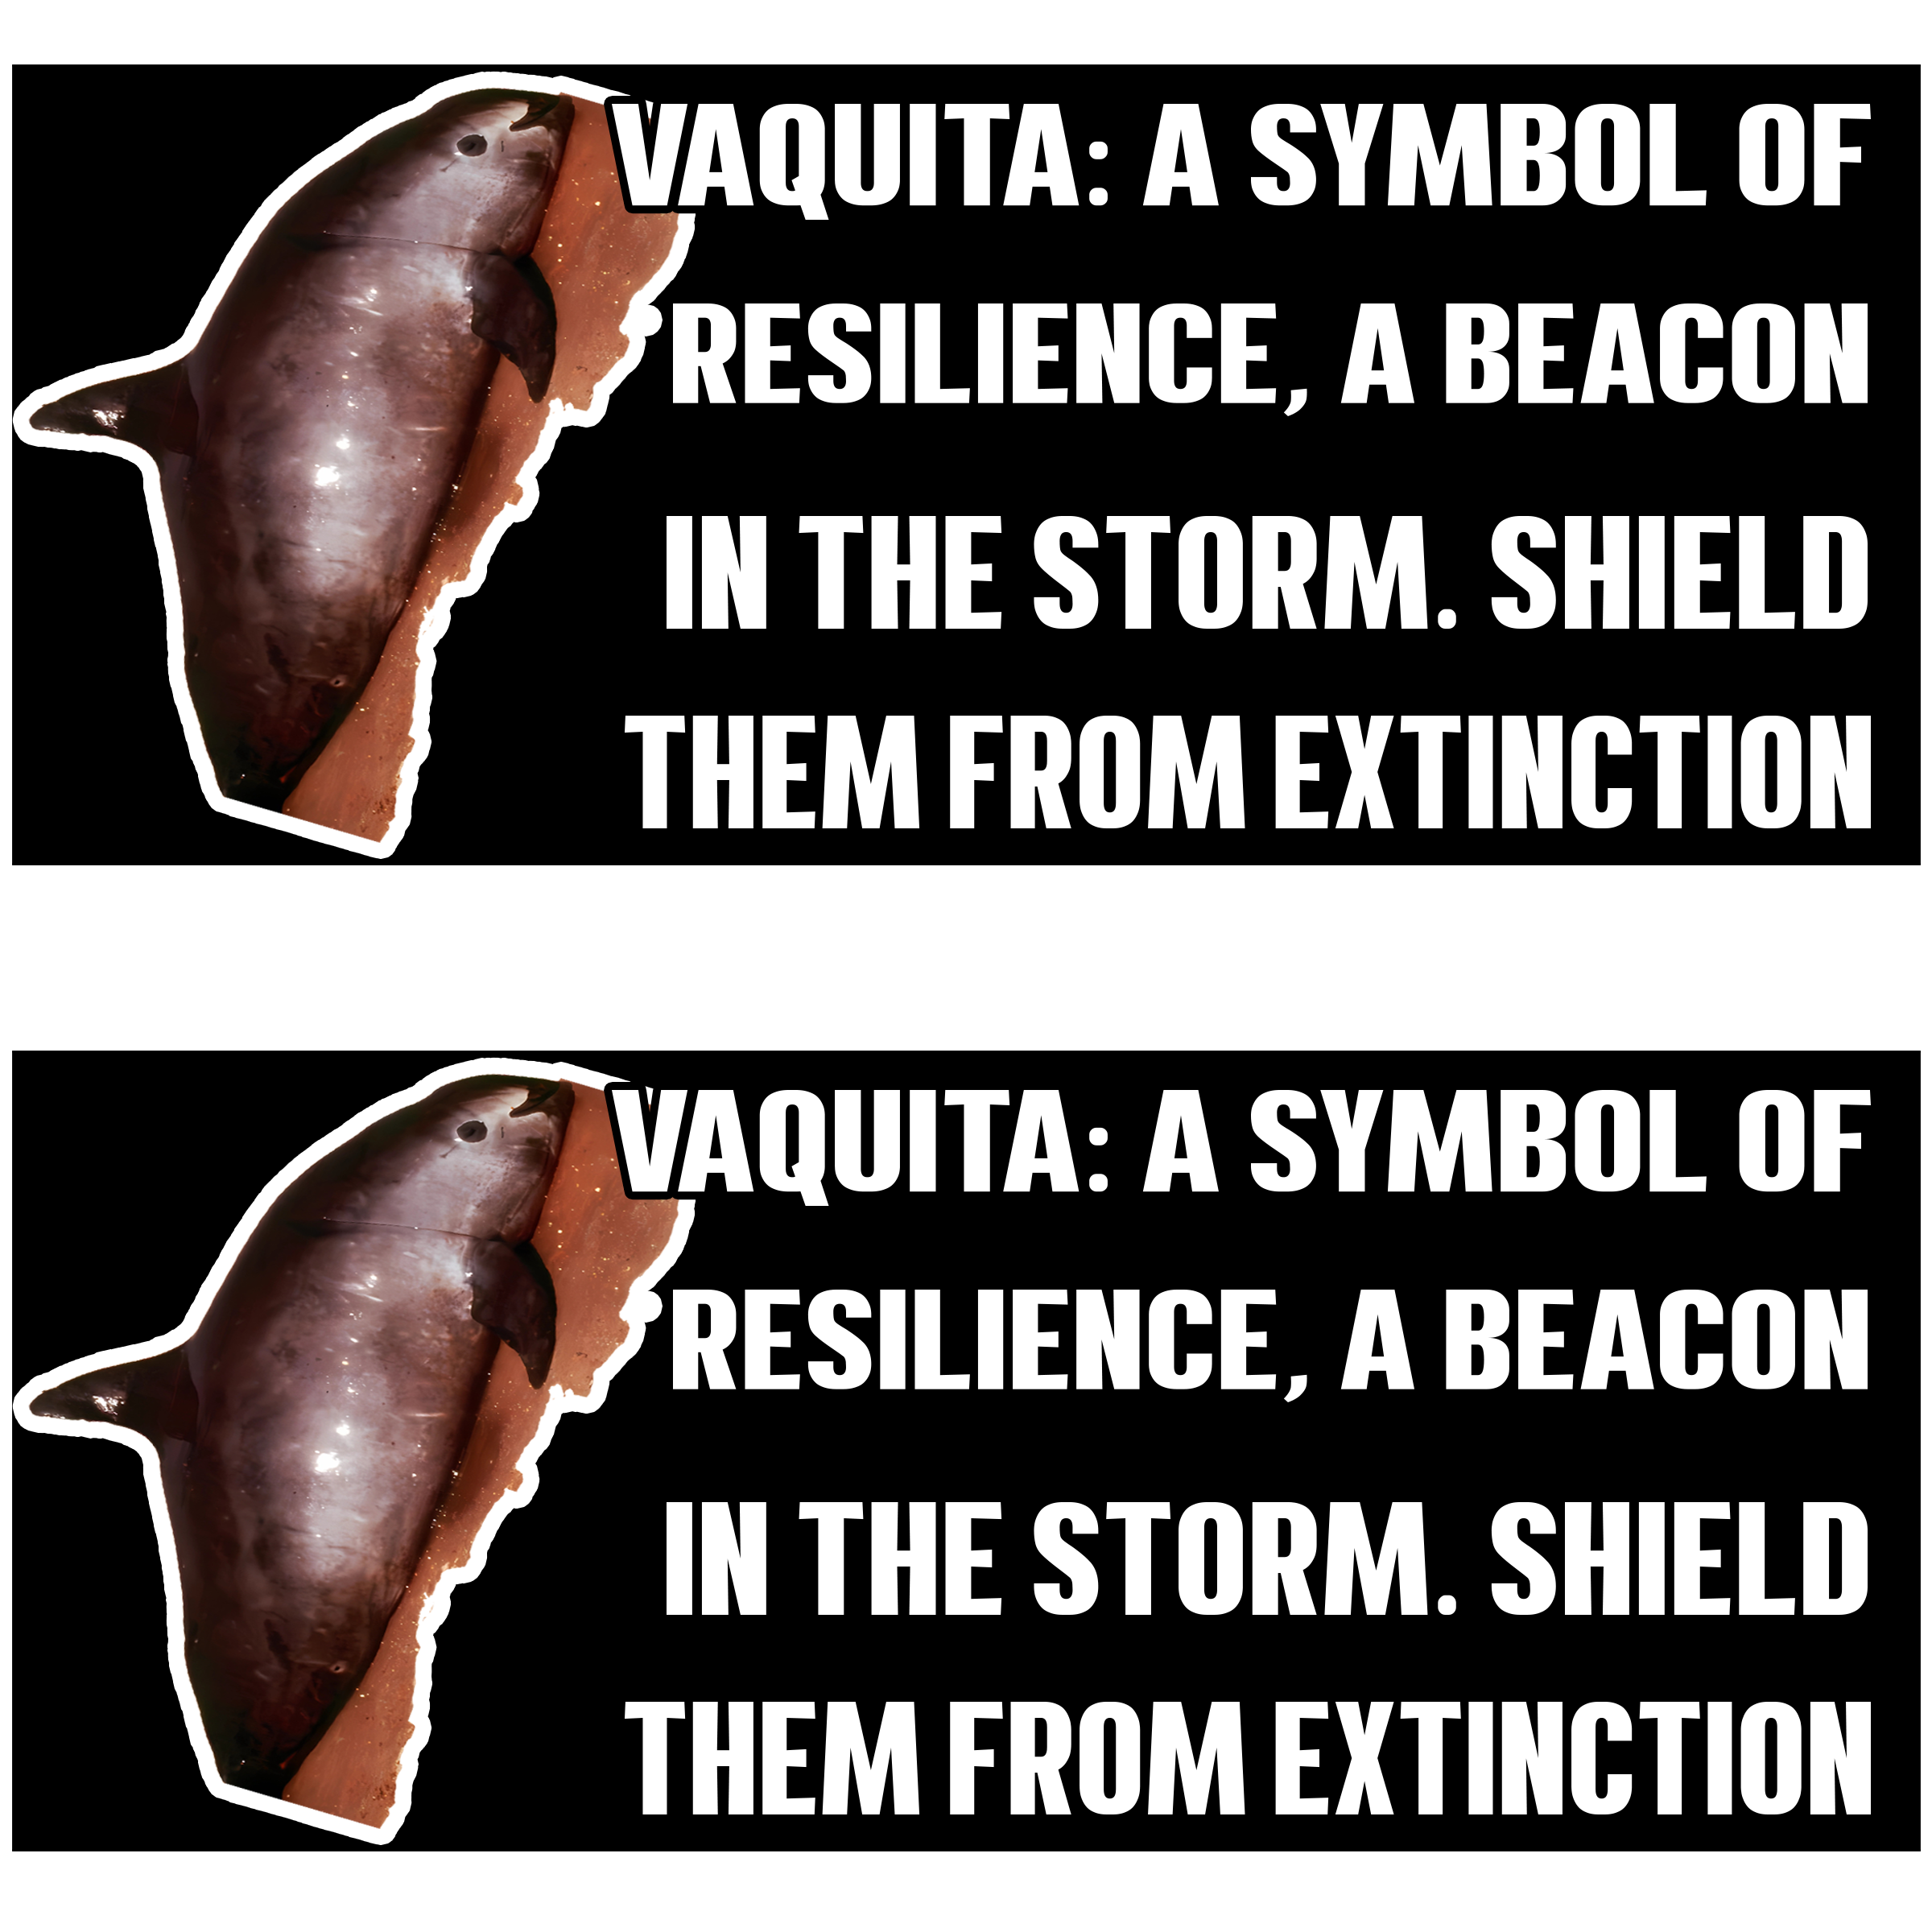 VAQUITA: A SYMBOL OF
RESILIENCE, A BEACON
IN THE STORM. SHIELD
THEM FROM EXTINCTION
VAQUITA: A SYMBOL OF
RESILIENCE, A BEACON
IN THE STORM. SHIELD
THEM FROM EXTINCTION